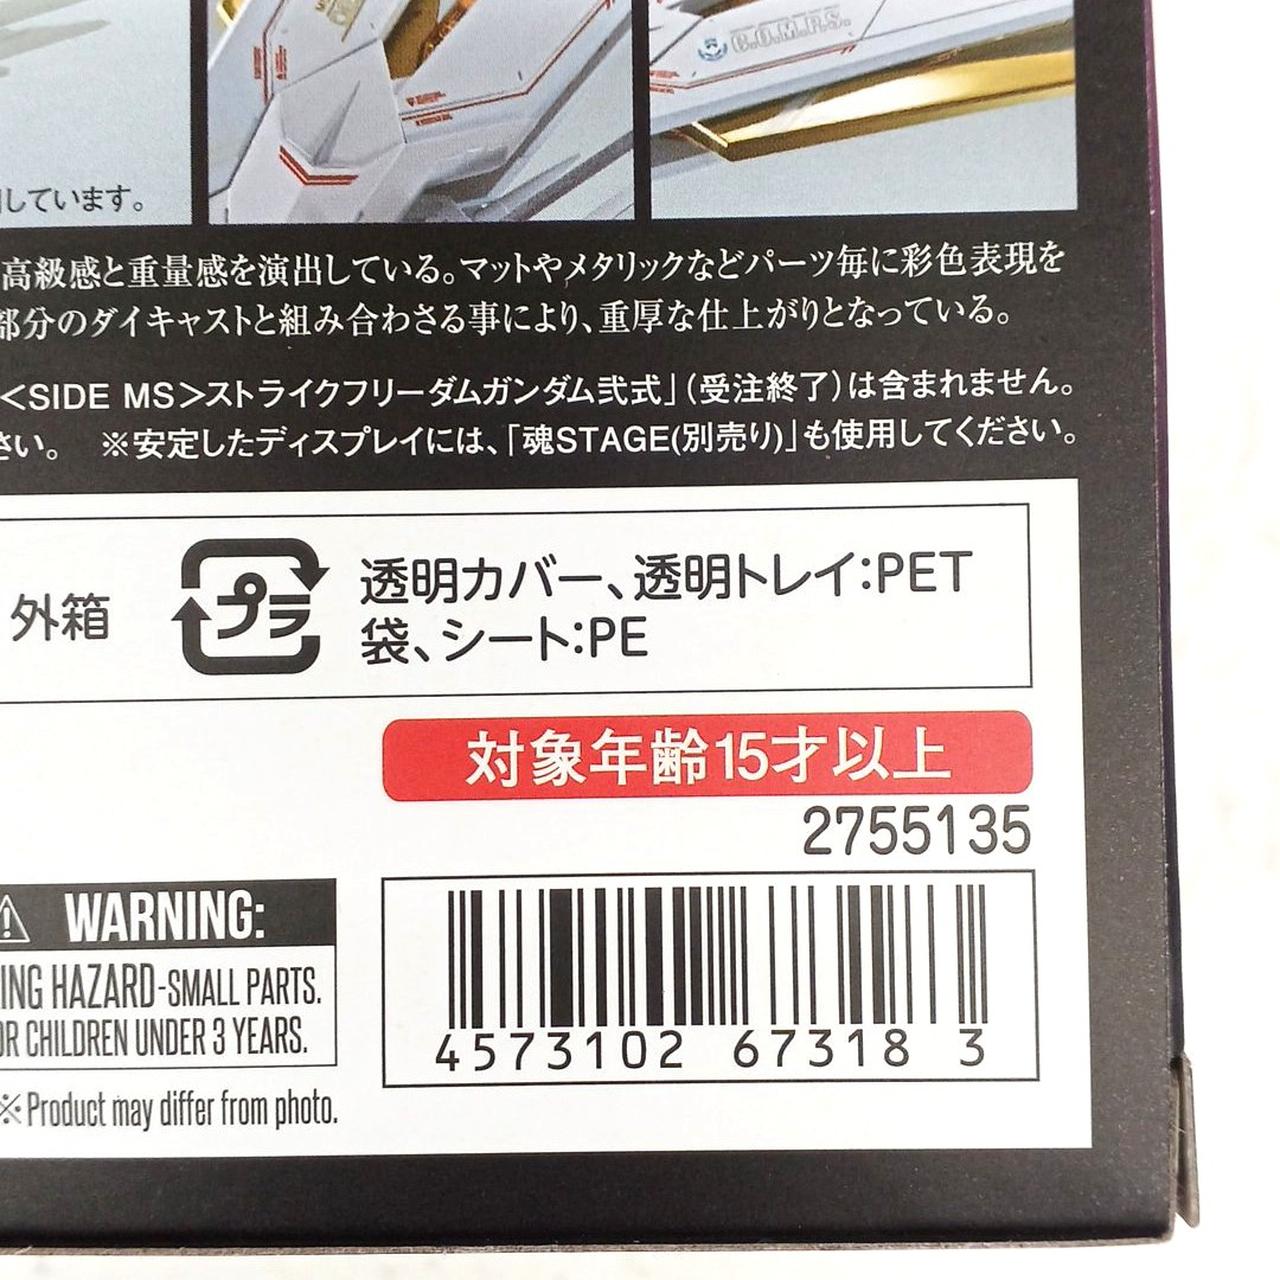 C.O.M.P.S.
しています。
高級感と重量感を演出している。マットやメタリックなどパーツ毎に彩色表現を
部分のダイキャストと組み合わさる事により、重厚な仕上がりとなっている。
＜SIDE MS＞ストライクフリーダムガンダム弐式」（受注終了）は含まれません。
さい。 ※安定したディスプレイには、「魂STAGE(別売り)」も使用してください。
外箱
プラ
透明カバー、透明トレイ:PET
袋、シート:PE
対象年齢15才以上
2755135
WARNING:
ING HAZARD-SMALL PARTS.
OR CHILDREN UNDER 3 YEARS.
※Product may differ from photo.
4573102 67318 3